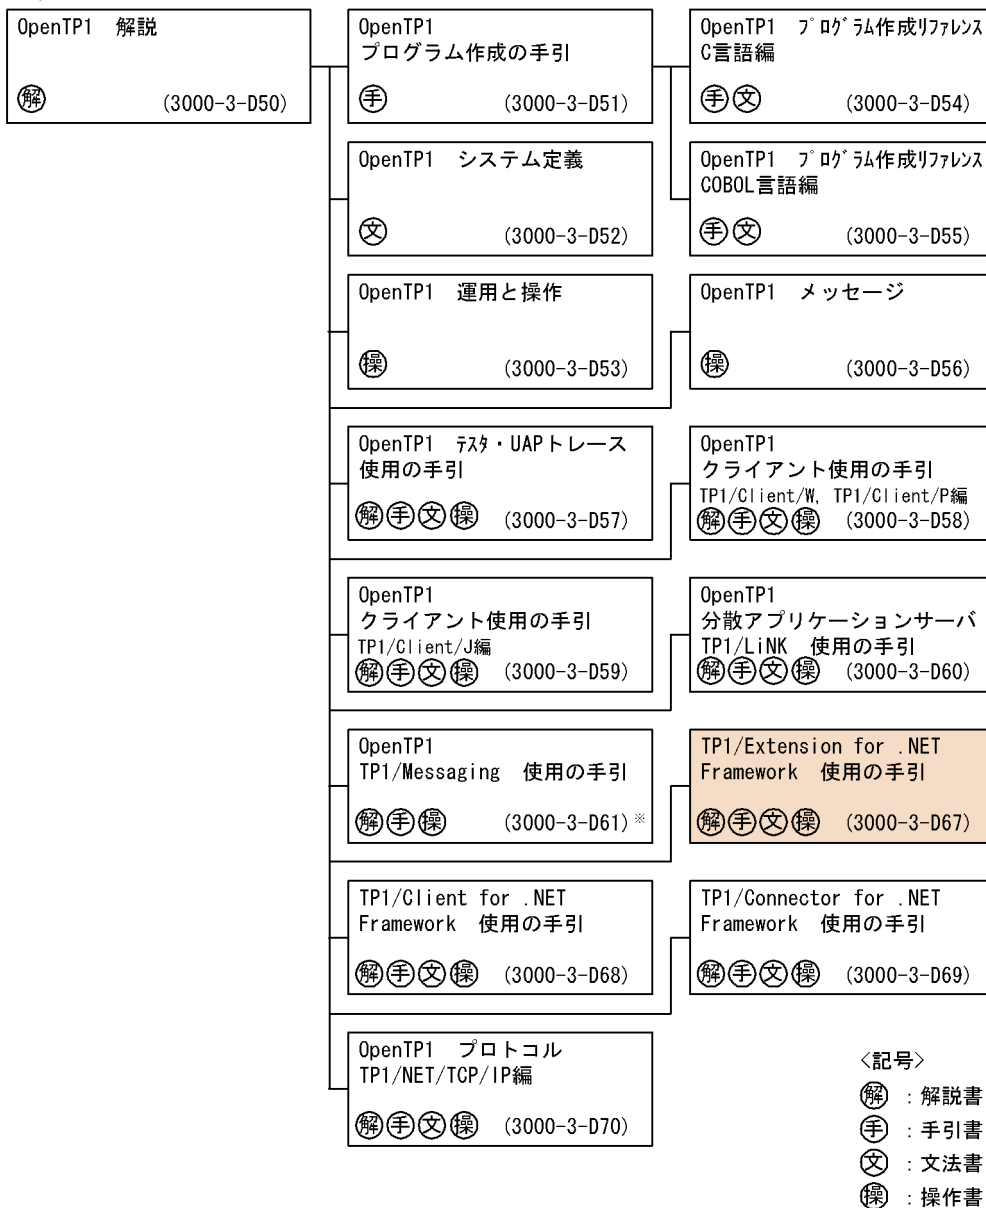 OpenTP1 解説
解 (3000-3-D50)
OpenTP1
プログラム作成の手引
手 (3000-3-D51)
OpenTP1 プログラム作成リファレンス
C言語編
手 文 (3000-3-D54)
OpenTP1 システム定義
文 (3000-3-D52)
OpenTP1 プログラム作成リファレンス
COBOL言語編
手 文 (3000-3-D55)
OpenTP1 運用と操作
操 (3000-3-D53)
OpenTP1 メッセージ
操 (3000-3-D56)
OpenTP1 テスタ・UAPトレース
使用の手引
解 手 文 操 (3000-3-D57)
OpenTP1
クライアント使用の手引
TP1/Client/W, TP1/Client/P編
解 手 文 操 (3000-3-D58)
OpenTP1
クライアント使用の手引
TP1/Client/J編
解 手 文 操 (3000-3-D59)
OpenTP1
分散アプリケーションサーバ
TP1/LiNK 使用の手引
解 手 文 操 (3000-3-D60)
OpenTP1
TP1/Messaging 使用の手引
解 手 操 (3000-3-D61)※
TP1/Extension for .NET
Framework 使用の手引
解 手 文 操 (3000-3-D67)
TP1/Client for .NET
Framework 使用の手引
解 手 文 操 (3000-3-D68)
TP1/Connector for .NET
Framework 使用の手引
解 手 文 操 (3000-3-D69)
OpenTP1 プロトコル
TP1/NET/TCP/IP編
解 手 文 操 (3000-3-D70)
<記号>
解 : 解説書
手 : 手引書
文 : 文法書
操 : 操作書